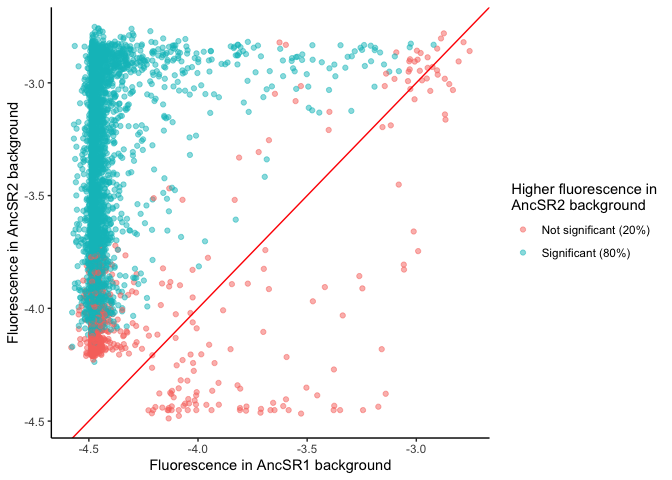 -3.0
-3.5
-4.0
-4.5
Fluorescence in AncSR2 background
-4.5 -4.0 -3.5 -3.0
Fluorescence in AncSR1 background
Higher fluorescence in
AncSR2 background
Not significant (20%)
Significant (80%)